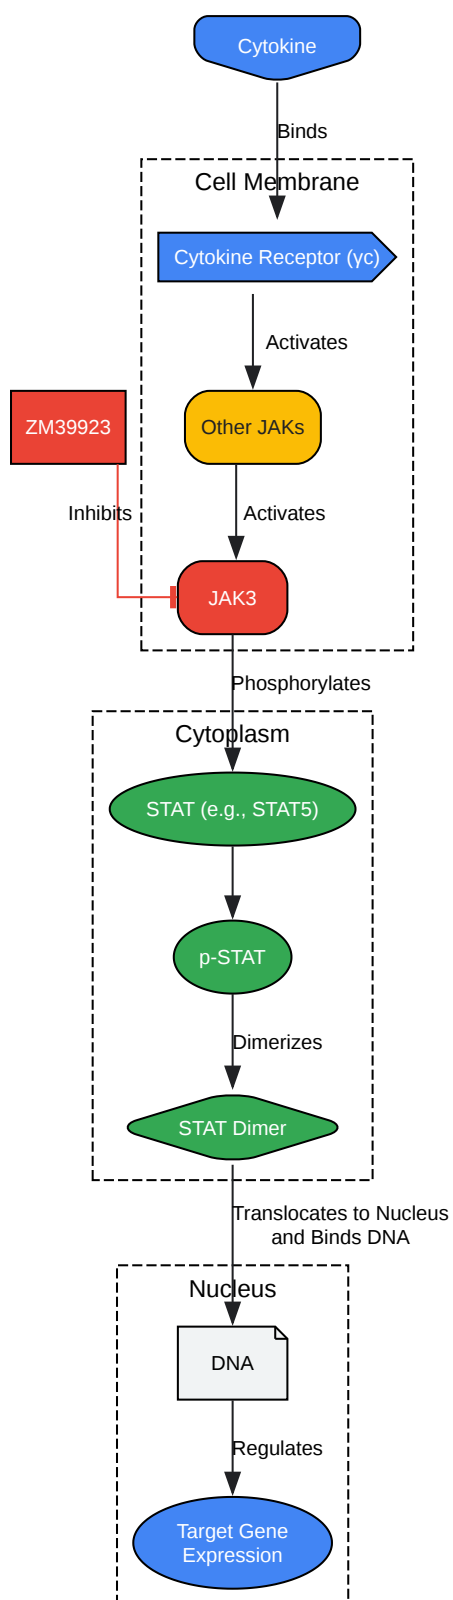 Cytokine
Binds
Cell Membrane
Cytokine Receptor (γc)
Activates
ZM39923
Other JAKs
Inhibits
Activates
JAK3
Phosphorylates
Cytoplasm
STAT (e.g., STAT5)
p-STAT
Dimerizes
STAT Dimer
Translocates to Nucleus
and Binds DNA
Nucleus
DNA
Regulates
Target Gene
Expression